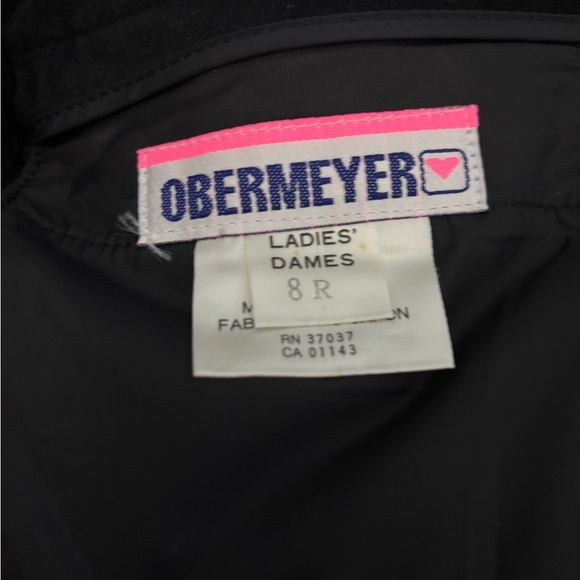 OBERMEYER
LADIES'
DAMES
8 R
RN 37037
CA 01143